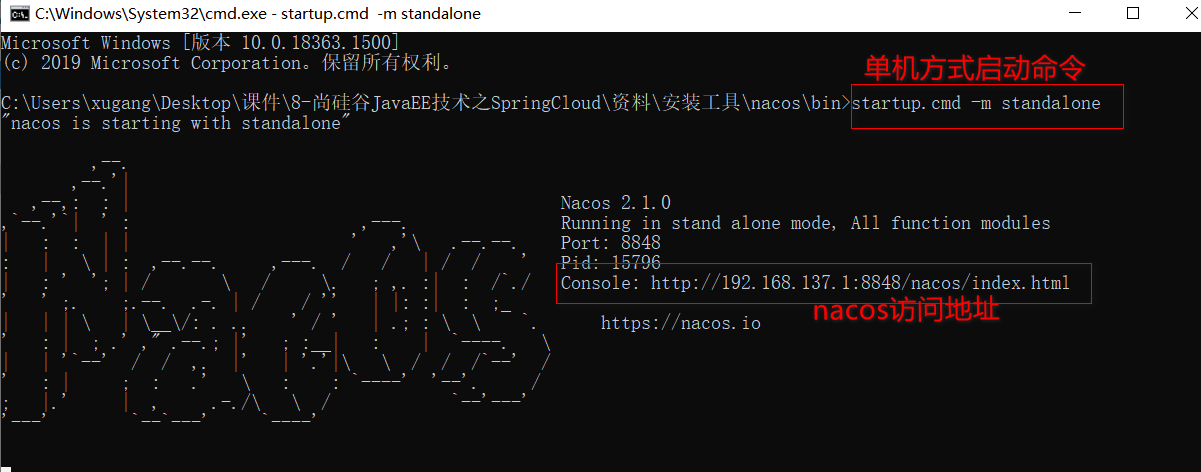 C:\Windows\System32\cmd.exe - startup.cmd  -m standalone
Microsoft Windows [版本 10.0.18363.1500]
(c) 2019 Microsoft Corporation。保留所有权利。
单机方式启动命令
C:\Users\xugang\Desktop\课件\8-尚硅谷JavaEE技术之SpringCloud\资料\安装工具\nacos\bin>startup.cmd -m standalone
"nacos is starting with standalone"
Nacos 2.1.0
Running in stand alone mode, All function modules
Port: 8848
Pid: 15796
Console: http://192.168.137.1:8848/nacos/index.html
nacos访问地址
https://nacos.io